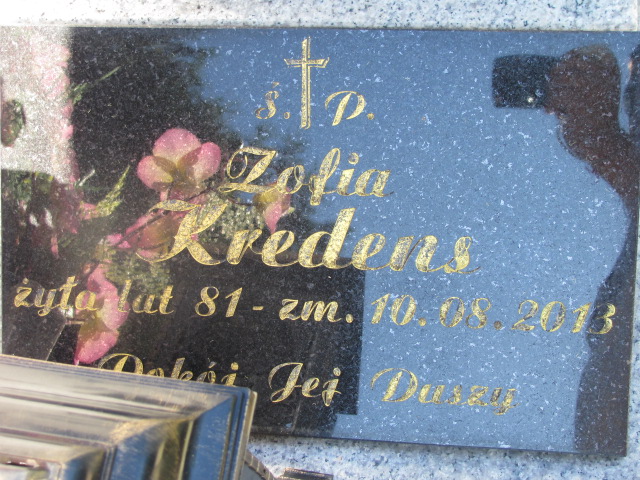 Ś. P.
Zofia
Kredens
żyła lat 81 - zm. 10.08.2013
Pokój Jej Duszy